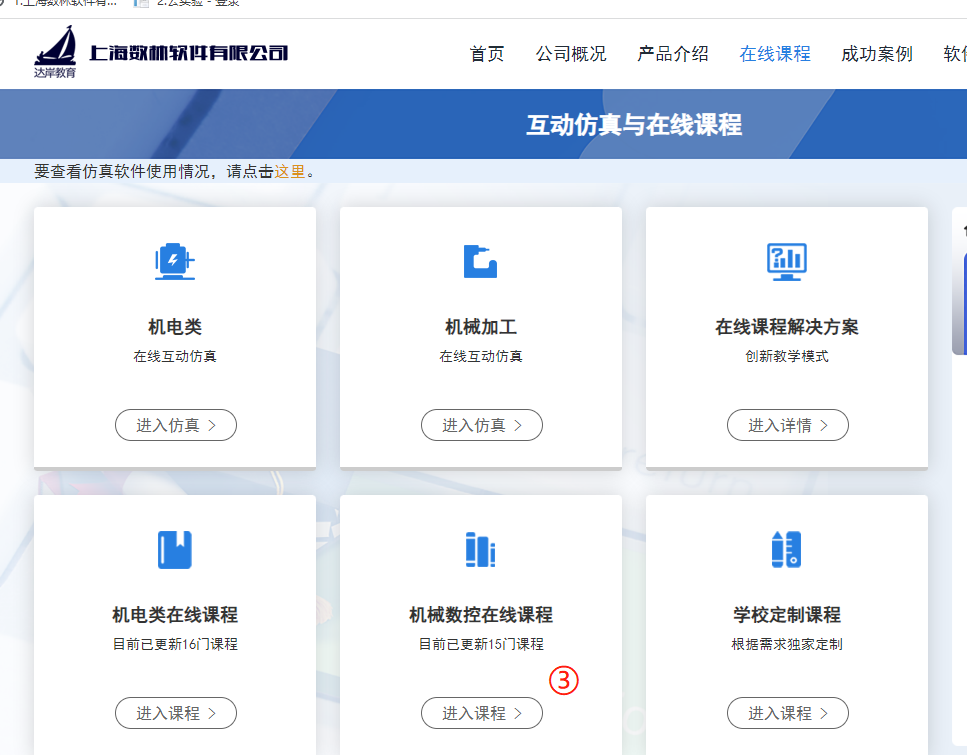 1.上海数林软件有... 2.云实验 - 登录
上海数林软件有限公司
达岸教育
首页 公司概况 产品介绍 在线课程 成功案例
互动仿真与在线课程
要查看仿真软件使用情况，请点击这里。
机电类 机械加工 在线课程解决方案
在线互动仿真 在线互动仿真 创新教学模式
进入仿真 > 进入仿真 > 进入详情 >
机电类在线课程 机械数控在线课程 学校定制课程
目前已更新16门课程 目前已更新15门课程 根据需求独家定制
③
进入课程 > 进入课程 > 进入课程 >